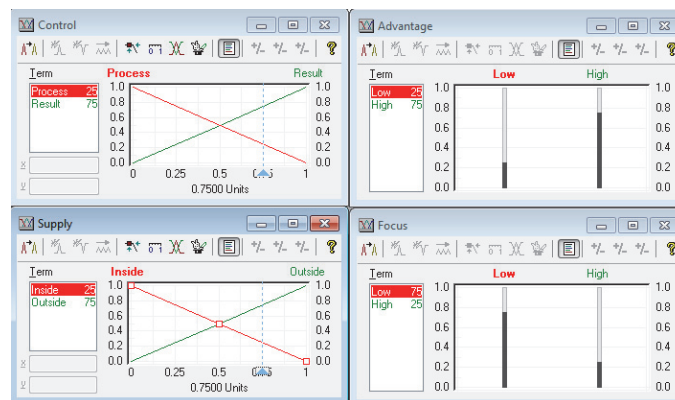 Control
Term
Process
Result
Process 25
Result 75
1.0
0.8
0.6
0.4
0.2
0.0
1.0
0.8
0.6
0.4
0.2
0.0
0 0.25 0.5 1
0.7500 Units
x
y
Advantage
Term
Low
High
Low 25
High 75
1.0
0.8
0.6
0.4
0.2
0.0
1.0
0.8
0.6
0.4
0.2
0.0
Supply
Term
Inside
Outside
Inside 25
Outside 75
1.0
0.8
0.6
0.4
0.2
0.0
1.0
0.8
0.6
0.4
0.2
0.0
0 0.25 0.5 1
0.7500 Units
x
y
Focus
Term
Low
High
Low 75
High 25
1.0
0.8
0.6
0.4
0.2
0.0
1.0
0.8
0.6
0.4
0.2
0.0